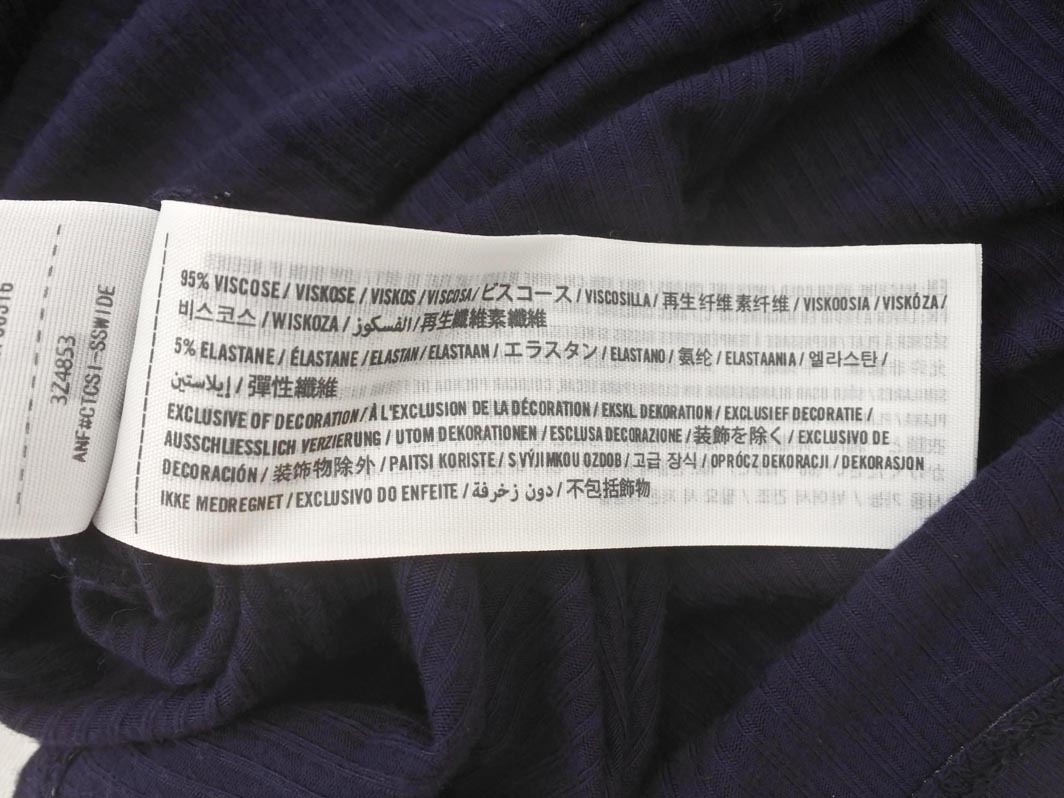 95% VISCOSE / VISKOSE / VISKOS / VISCOSA / ビスコース / VISCOSILLA / 再生纤维素纤维 / VISKOOSIA / VISKÓZA /
비스코스 / WISKOZA / الفسكوز / 再生纖維素纖維
5% ELASTANE / ÉLASTANE / ELASTAN / ELASTAAN / エラスタン / ELASTANO / 氨纶 / ELASTAANIA / 엘라스탄 /
إيلاستين / 彈性纖維
EXCLUSIVE OF DECORATION / À L'EXCLUSION DE LA DÉCORATION / EKSKL DEKORATION / EXCLUSIEF DECORATIE /
AUSSCHLIESSLICH VERZIERUNG / UTOM DEKORATIONEN / ESCLUSA DECORAZIONE / 装飾を除く / EXCLUSIVO DE
DECORACIÓN / 装饰物除外 / PAITSI KORISTE / S VÝJIMKOU OZDOB / 고급 장식 / OPRÓCZ DEKORACJI / DEKORASJON
IKKE MEDREGNET / EXCLUSIVO DO ENFEITE / دون زخرفة / 不包括飾物
324853
ANF#CTCSI-SSWIDE